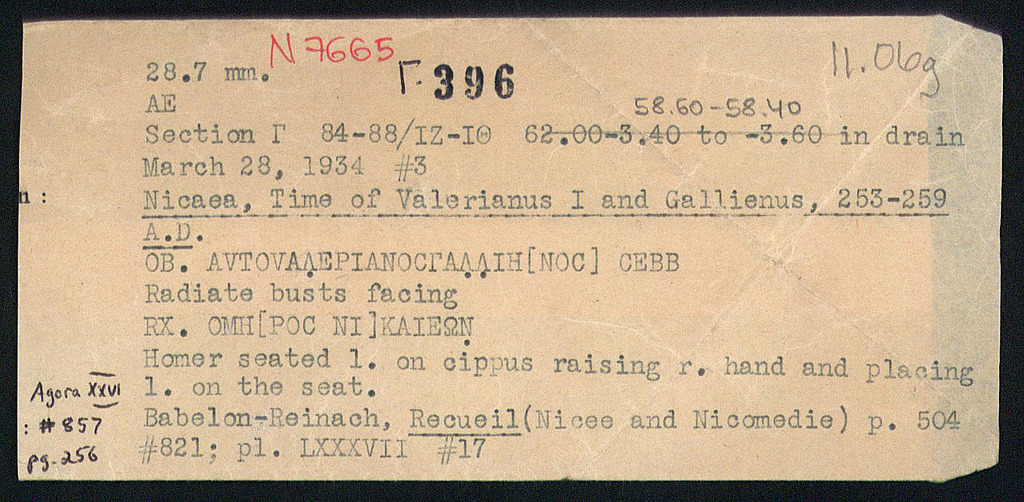 N 7665
11.06g
28.7 mm.
Γ 396
AE
58.60-58.40
Section Γ 84-88/ΙΖ-ΙΘ 62.00-3.40 to -3.60 in drain
March 28, 1934 #3
n :
Nicaea, Time of Valerianus I and Gallienus, 253-259
A.D.
OB. AVTOVAΛEPIANOCΓAΛΛIH[NOC] CEBB
Radiate busts facing
RX. OMH[POC NI]KAIEΩN
Homer seated l. on cippus raising r. hand and placing
l. on the seat.
Babelon-Reinach, Recueil(Nicee and Nicomedie) p. 504
#821; pl. LXXXVII #17
Agora XXVI
: #857
pg. 256